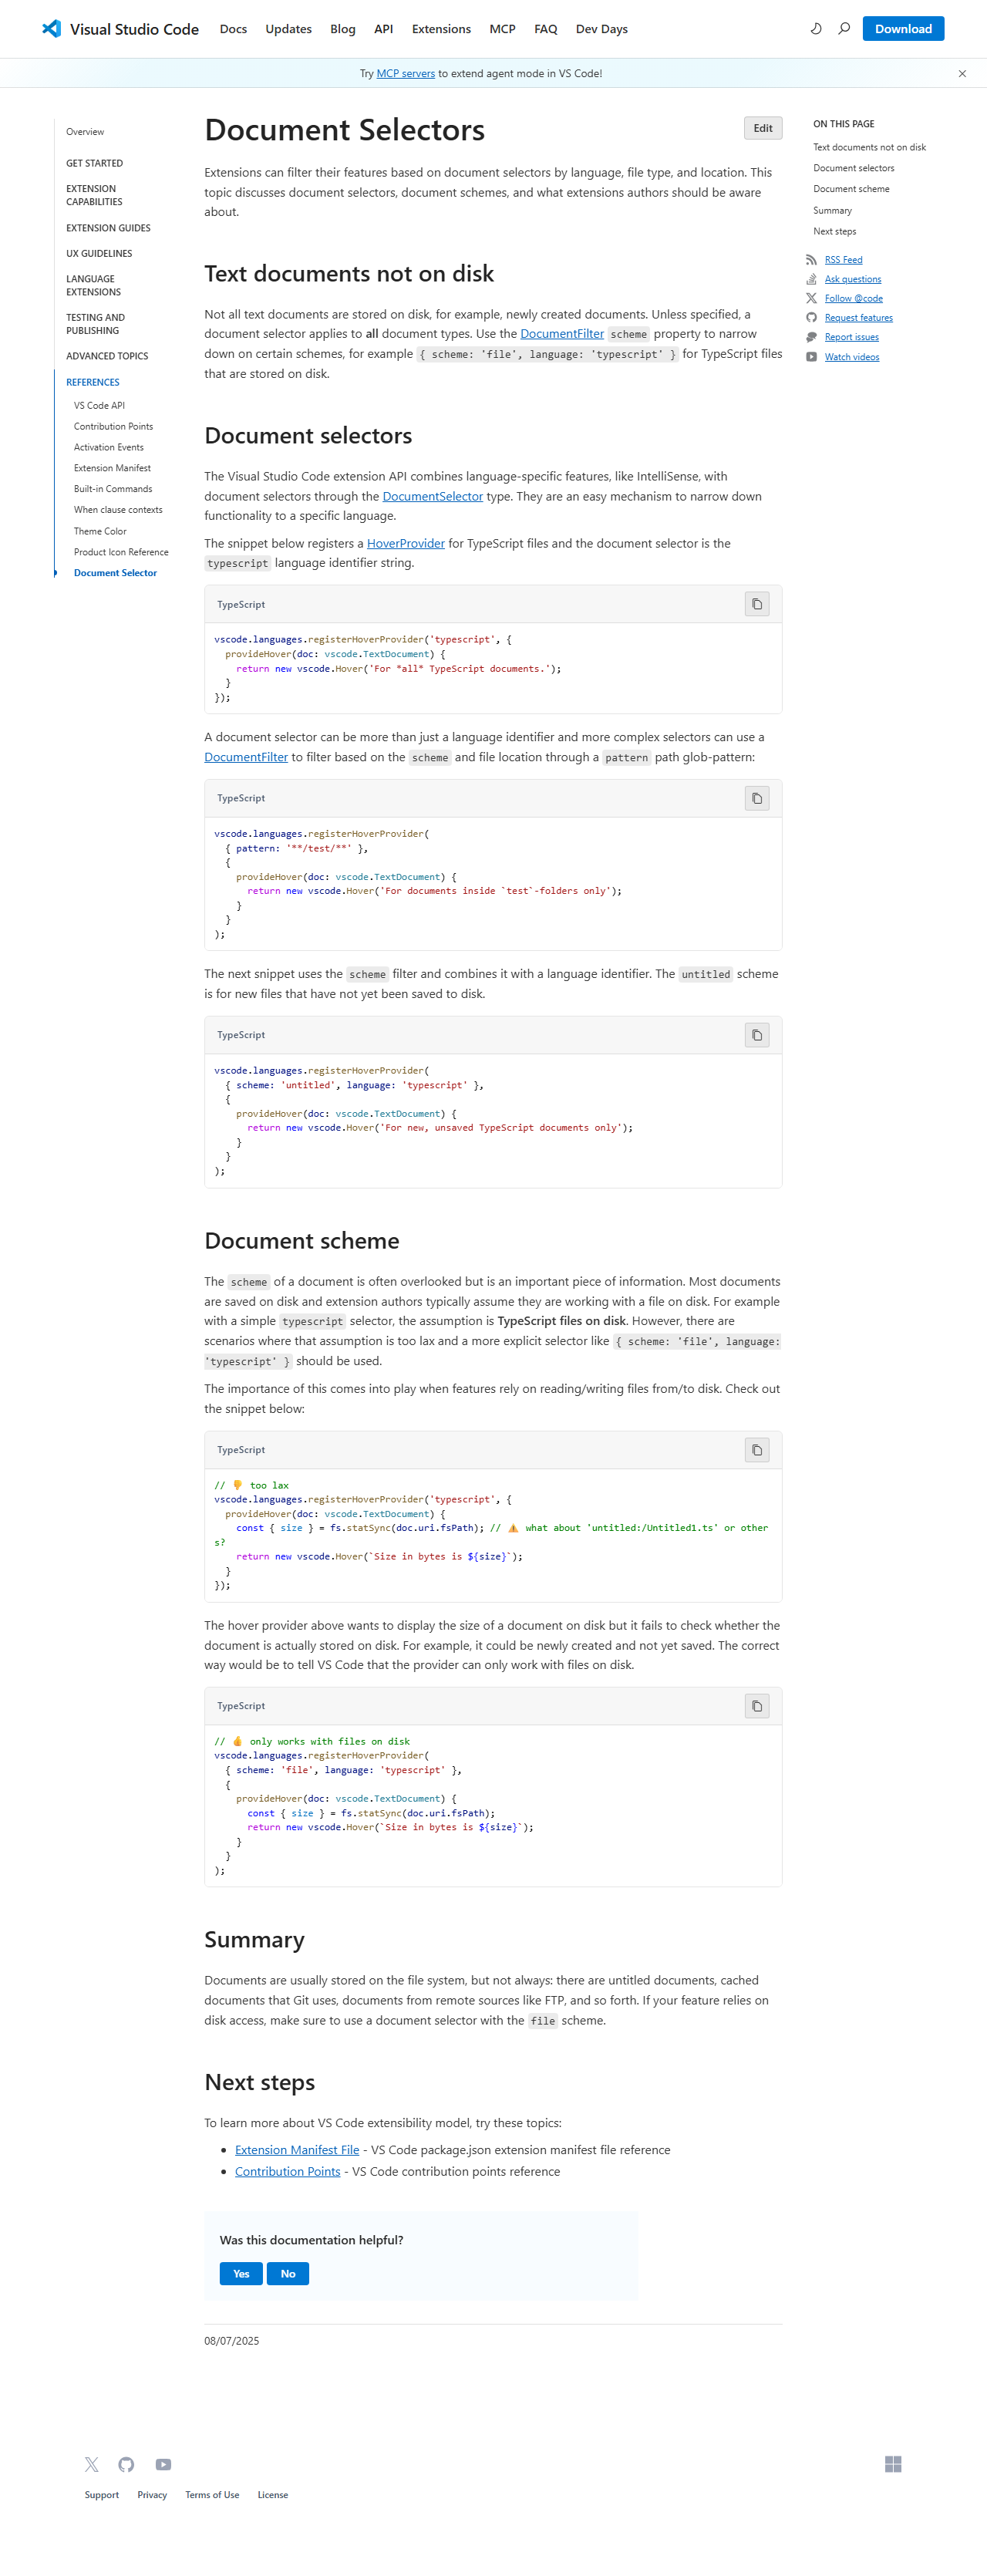 Visual Studio Code
Docs
Updates
Blog
API
Extensions
MCP
FAQ
Dev Days
Download
Try MCP servers to extend agent mode in VS Code!
Overview
GET STARTED
EXTENSION
CAPABILITIES
EXTENSION GUIDES
UX GUIDELINES
LANGUAGE
EXTENSIONS
TESTING AND
PUBLISHING
ADVANCED TOPICS
REFERENCES
VS Code API
Contribution Points
Activation Events
Extension Manifest
Built-in Commands
When clause contexts
Theme Color
Product Icon Reference
Document Selector
Document Selectors
Edit
Extensions can filter their features based on document selectors by language, file type, and location. This
topic discusses document selectors, document schemes, and what extensions authors should be aware
about.
Text documents not on disk
Not all text documents are stored on disk, for example, newly created documents. Unless specified, a
document selector applies to all document types. Use the DocumentFilter scheme property to narrow
down on certain schemes, for example { scheme: 'file', language: 'typescript' } for TypeScript files
that are stored on disk.
Document selectors
The Visual Studio Code extension API combines language-specific features, like IntelliSense, with
document selectors through the DocumentSelector type. They are an easy mechanism to narrow down
functionality to a specific language.
The snippet below registers a HoverProvider for TypeScript files and the document selector is the
typescript language identifier string.
TypeScript
vscode.languages.registerHoverProvider('typescript', {
  provideHover(doc: vscode.TextDocument) {
    return new vscode.Hover('For *all* TypeScript documents.');
  }
});
A document selector can be more than just a language identifier and more complex selectors can use a
DocumentFilter to filter based on the scheme and file location through a pattern path glob-pattern:
TypeScript
vscode.languages.registerHoverProvider(
  { pattern: '**/test/**' },
  {
    provideHover(doc: vscode.TextDocument) {
      return new vscode.Hover('For documents inside `test`-folders only');
    }
  }
);
The next snippet uses the scheme filter and combines it with a language identifier. The untitled scheme
is for new files that have not yet been saved to disk.
TypeScript
vscode.languages.registerHoverProvider(
  { scheme: 'untitled', language: 'typescript' },
  {
    provideHover(doc: vscode.TextDocument) {
      return new vscode.Hover('For new, unsaved TypeScript documents only');
    }
  }
);
Document scheme
The scheme of a document is often overlooked but is an important piece of information. Most documents
are saved on disk and extension authors typically assume they are working with a file on disk. For example
with a simple typescript selector, the assumption is TypeScript files on disk. However, there are
scenarios where that assumption is too lax and a more explicit selector like { scheme: 'file', language:
'typescript' } should be used.
The importance of this comes into play when features rely on reading/writing files from/to disk. Check out
the snippet below:
TypeScript
// 👎 too lax
vscode.languages.registerHoverProvider('typescript', {
  provideHover(doc: vscode.TextDocument) {
    const { size } = fs.statSync(doc.uri.fsPath); // ⚠️ what about 'untitled:/Untitled1.ts' or other
s?
    return new vscode.Hover(`Size in bytes is ${size}`);
  }
});
The hover provider above wants to display the size of a document on disk but it fails to check whether the
document is actually stored on disk. For example, it could be newly created and not yet saved. The correct
way would be to tell VS Code that the provider can only work with files on disk.
TypeScript
// 👍 only works with files on disk
vscode.languages.registerHoverProvider(
  { scheme: 'file', language: 'typescript' },
  {
    provideHover(doc: vscode.TextDocument) {
      const { size } = fs.statSync(doc.uri.fsPath);
      return new vscode.Hover(`Size in bytes is ${size}`);
    }
  }
);
Summary
Documents are usually stored on the file system, but not always: there are untitled documents, cached
documents that Git uses, documents from remote sources like FTP, and so forth. If your feature relies on
disk access, make sure to use a document selector with the file scheme.
Next steps
To learn more about VS Code extensibility model, try these topics:
• Extension Manifest File - VS Code package.json extension manifest file reference
• Contribution Points - VS Code contribution points reference
Was this documentation helpful?
Yes
No
08/07/2025
ON THIS PAGE
Text documents not on disk
Document selectors
Document scheme
Summary
Next steps
RSS Feed
Ask questions
Follow @code
Request features
Report issues
Watch videos
Support
Privacy
Terms of Use
License